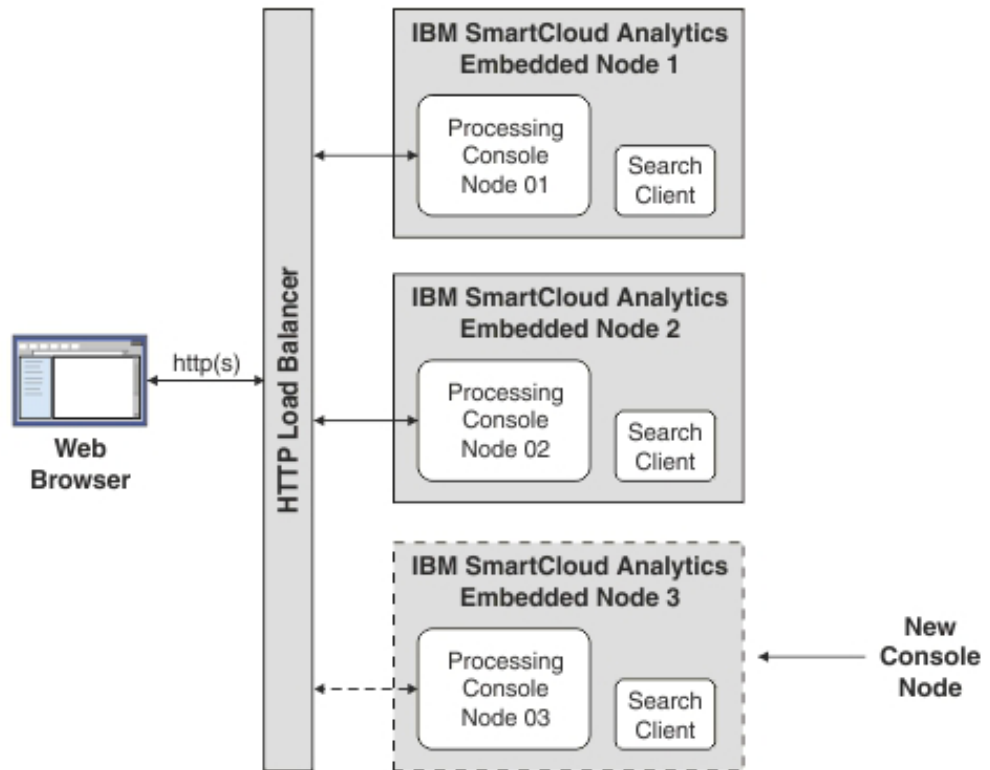 IBM SmartCloud Analytics
Embedded Node 1
Processing
Console
Node 01
Search
Client
HTTP Load Balancer
IBM SmartCloud Analytics
Embedded Node 2
Processing
Console
Node 02
Search
Client
http(s)
Web
Browser
IBM SmartCloud Analytics
Embedded Node 3
Processing
Console
Node 03
Search
Client
New
Console
Node